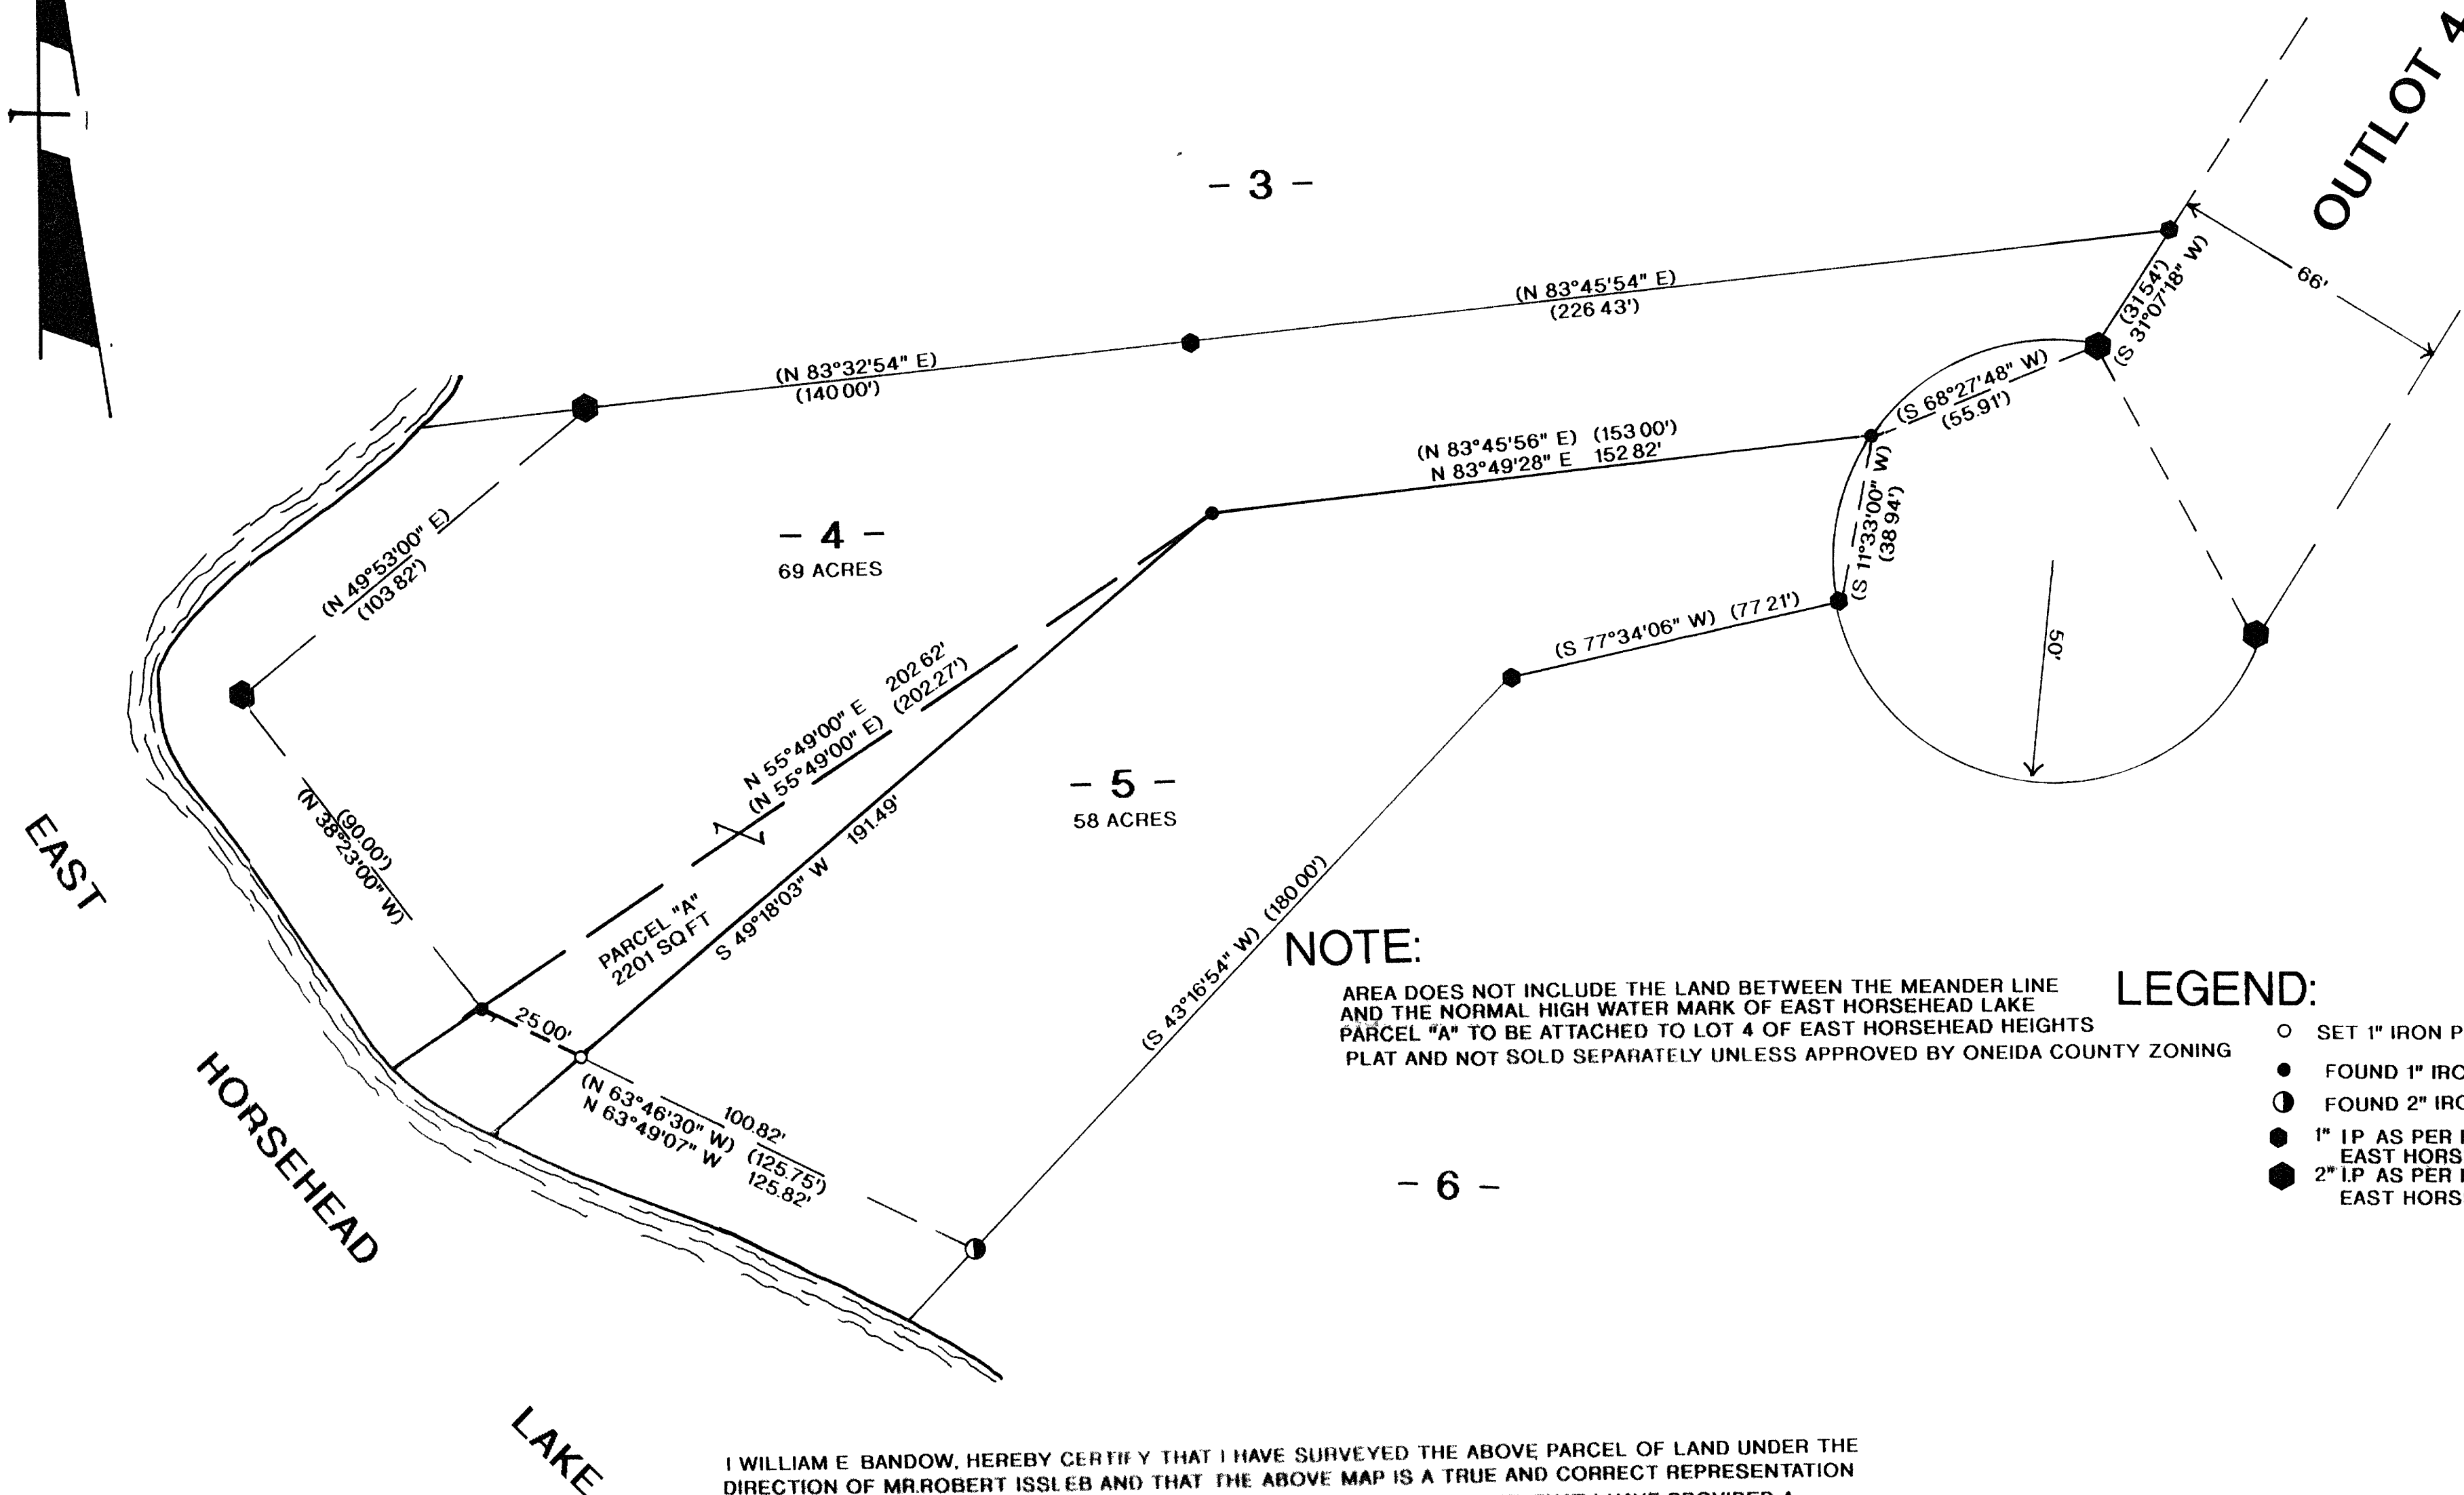 OUTLOT 4
- 3 -
66'
(N 83°45'54" E)
(226 43')
(31 54')
(S 31°07'18" W)
(N 83°32'54" E)
(140 00')
(S 68°27'48" W)
(55.91')
(N 83°45'56" E) (153 00')
N 83°49'28" E 152 82'
(S 11°33'00" W)
(38 94')
- 4 -
69 ACRES
(N 49°53'00" E)
(103 82')
(S 77°34'06" W) (77 21')
50'
N 55°49'00" E 202 62'
(N 55°49'00" E) (202.27')
- 5 -
58 ACRES
(90.00')
(N 38°23'00" W)
S 49°18'03" W 191.49'
EAST
PARCEL "A"
2201 SQ FT
(S 43°16'54" W) (180 00')
25 00'
NOTE:
AREA DOES NOT INCLUDE THE LAND BETWEEN THE MEANDER LINE
AND THE NORMAL HIGH WATER MARK OF EAST HORSEHEAD LAKE
PARCEL "A" TO BE ATTACHED TO LOT 4 OF EAST HORSEHEAD HEIGHTS
PLAT AND NOT SOLD SEPARATELY UNLESS APPROVED BY ONEIDA COUNTY ZONING
LEGEND:
SET 1" IRON P
FOUND 1" IRO
FOUND 2" IRO
1" I P AS PER
EAST HORS
2" I.P AS PER
EAST HORS
HORSEHEAD
100.82'
(N 63°46'30" W) (125.75')
N 63°49'07" W 125.82'
- 6 -
LAKE
I WILLIAM E BANDOW, HEREBY CERTIFY THAT I HAVE SURVEYED THE ABOVE PARCEL OF LAND UNDER THE
DIRECTION OF MR.ROBERT ISSLEB AND THAT THE ABOVE MAP IS A TRUE AND CORRECT REPRESENTATION